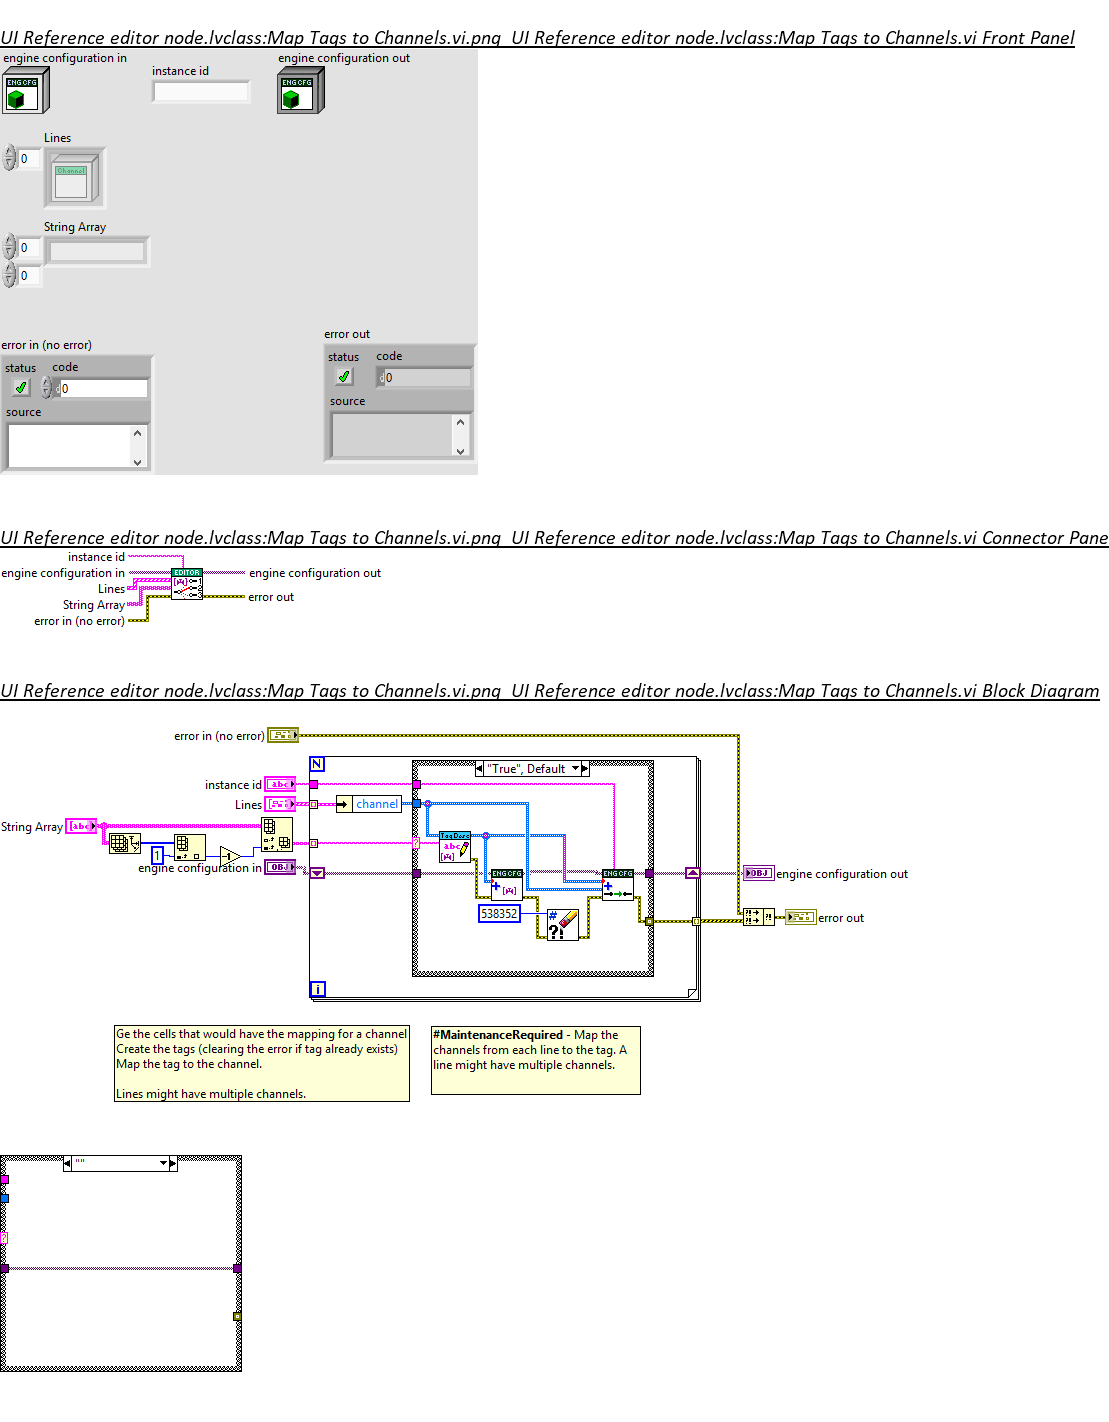 UI Reference editor node.lvclass:Map Tags to Channels.vi.png UI Reference editor node.lvclass:Map Tags to Channels.vi Front Panel
engine configuration in
instance id
engine configuration out
ENG CFG
ENG CFG
Lines
0
Channel
String Array
0
0
error in (no error)
status code
0
source
error out
status code
0
source
UI Reference editor node.lvclass:Map Tags to Channels.vi.png UI Reference editor node.lvclass:Map Tags to Channels.vi Connector Pane
instance id
engine configuration in
Lines
String Array
error in (no error)
EDITOR
engine configuration out
error out
UI Reference editor node.lvclass:Map Tags to Channels.vi.png UI Reference editor node.lvclass:Map Tags to Channels.vi Block Diagram
error in (no error)
N
"True", Default
instance id
abc
Lines
channel
String Array
abc
1
-1
engine configuration in
OBJ
Tag Desc
abc
ENG CFG
ENG CFG
538352
#
?!
OBJ
engine configuration out
error out
i
Ge the cells that would have the mapping for a channel
Create the tags (clearing the error if tag already exists)
Map the tag to the channel.
Lines might have multiple channels.
#MaintenanceRequired - Map the
channels from each line to the tag. A
line might have multiple channels.
""
?